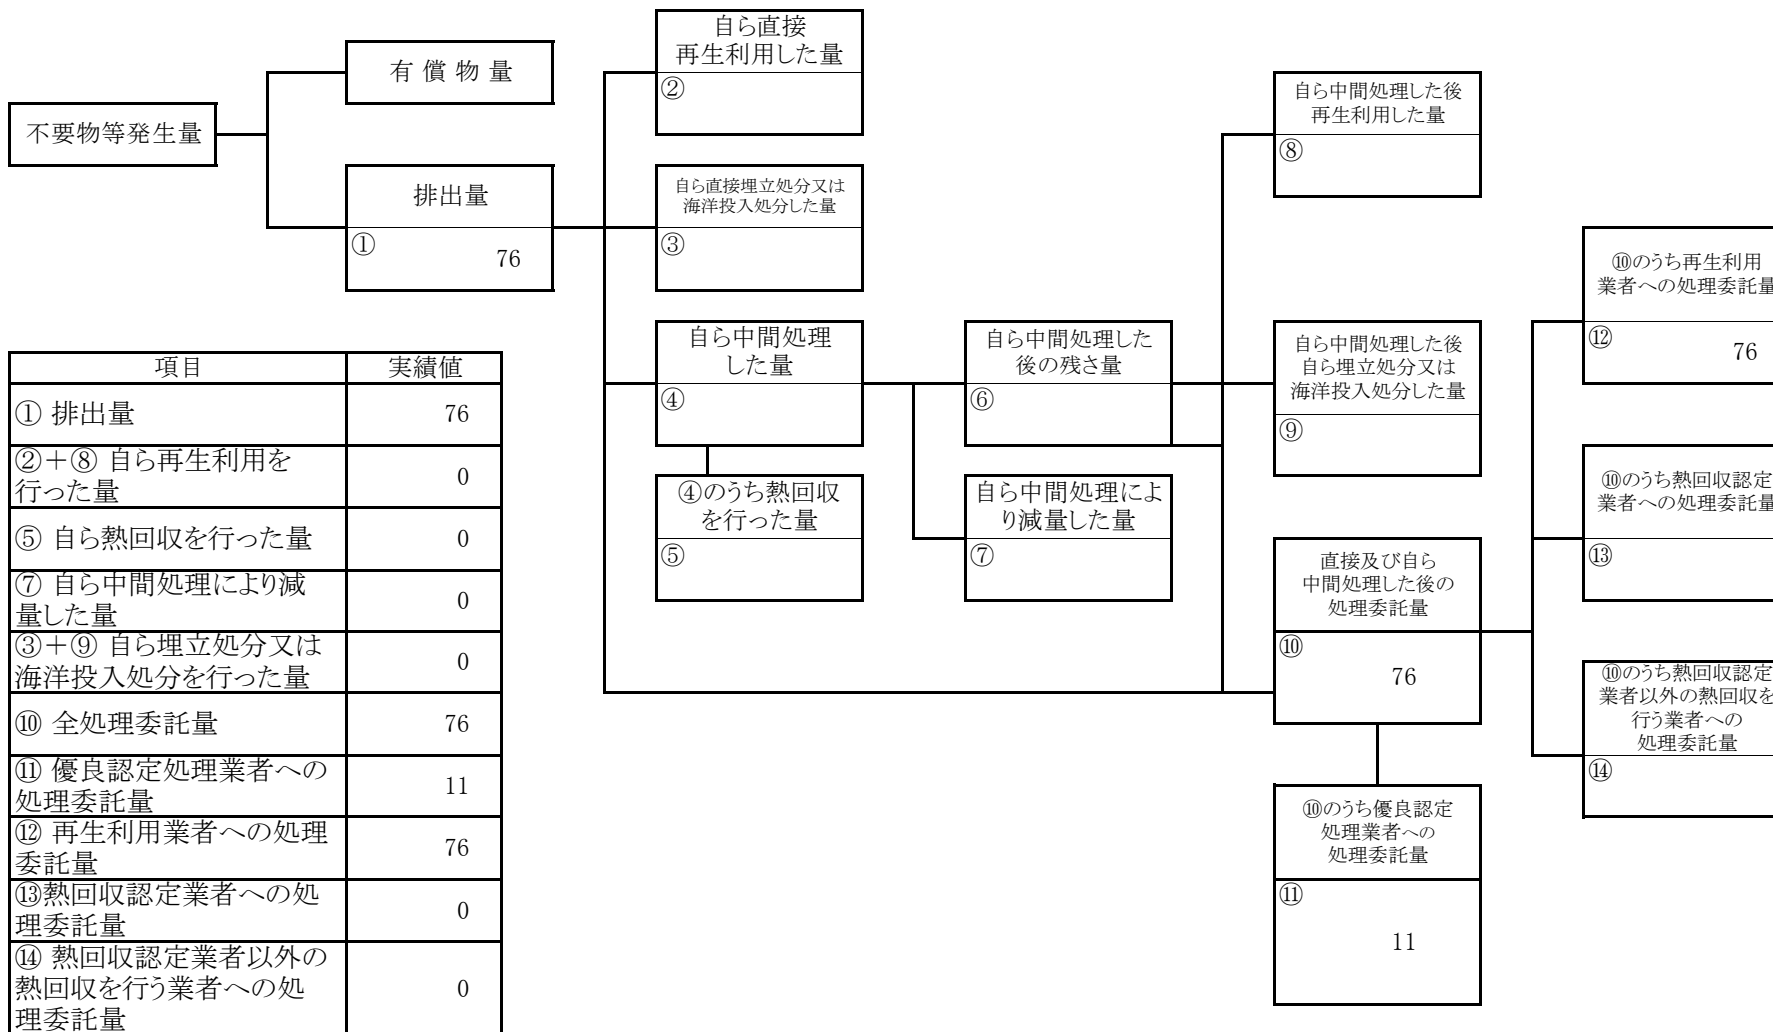 不要物等発生量
有償物量
排出量
① 76
自ら直接
再生利用した量
②
自ら直接埋立処分又は
海洋投入処分した量
③
自ら中間処理
した量
④
④のうち熱回収
を行った量
⑤
自ら中間処理した
後の残さ量
⑥
自ら中間処理によ
り減量した量
⑦
自ら中間処理した後
再生利用した量
⑧
自ら中間処理した後
自ら埋立処分又は
海洋投入処分した量
⑨
直接及び自ら
中間処理した後の
処理委託量
⑩
76
⑩のうち優良認定
処理業者への
処理委託量
⑪
11
⑩のうち再生利用
業者への処理委託量
⑫ 76
⑩のうち熱回収認定
業者への処理委託量
⑬
⑩のうち熱回収認定
業者以外の熱回収を
行う業者への
処理委託量
⑭
項目 実績値
① 排出量 76
②+⑧ 自ら再生利用を
行った量 0
⑤ 自ら熱回収を行った量 0
⑦ 自ら中間処理により減
量した量 0
③+⑨ 自ら埋立処分又は
海洋投入処分を行った量 0
⑩ 全処理委託量 76
⑪ 優良認定処理業者への
処理委託量 11
⑫ 再生利用業者への処理
委託量 76
⑬熱回収認定業者への処
理委託量 0
⑭ 熱回収認定業者以外の
熱回収を行う業者への処
理委託量 0